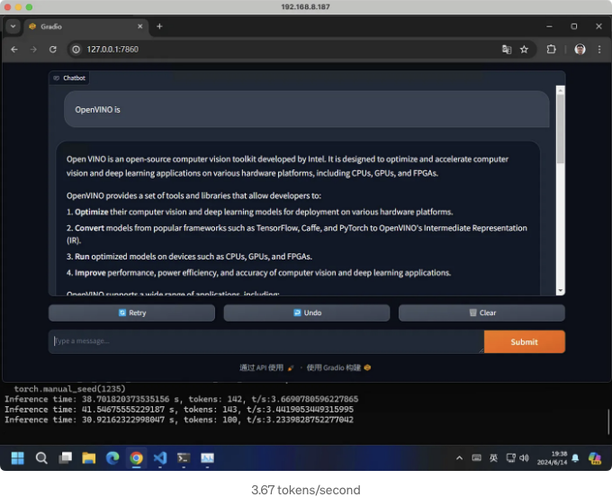 192.168.8.187
Gradio
127.0.0.1:7860
Chatbot
OpenVINO is
Open VINO is an open-source computer vision toolkit developed by Intel. It is designed to optimize and accelerate computer
vision and deep learning applications on various hardware platforms, including CPUs, GPUs, and FPGAs.
OpenVINO provides a set of tools and libraries that allow developers to:
1. Optimize their computer vision and deep learning models for deployment on various hardware platforms.
2. Convert models from popular frameworks such as TensorFlow, Caffe, and PyTorch to OpenVINO's Intermediate Representation
(IR).
3. Run optimized models on devices such as CPUs, GPUs, and FPGAs.
4. Improve performance, power efficiency, and accuracy of computer vision and deep learning applications.
OpenVINO supports a wide range of applications, including:
Retry
Undo
Clear
Type a message...
Submit
通过 API 使用 · 使用 Gradio 构建
torch.manual_seed(1235)
Inference time: 38.701820373535156 s, tokens: 142, t/s:3.6690780596227865
Inference time: 41.54675555229187 s, tokens: 143, t/s:3.4419053449315995
Inference time: 30.92162322998047 s, tokens: 100, t/s:3.2339828752277042
英
19:38
2024/6/14
3.67 tokens/second